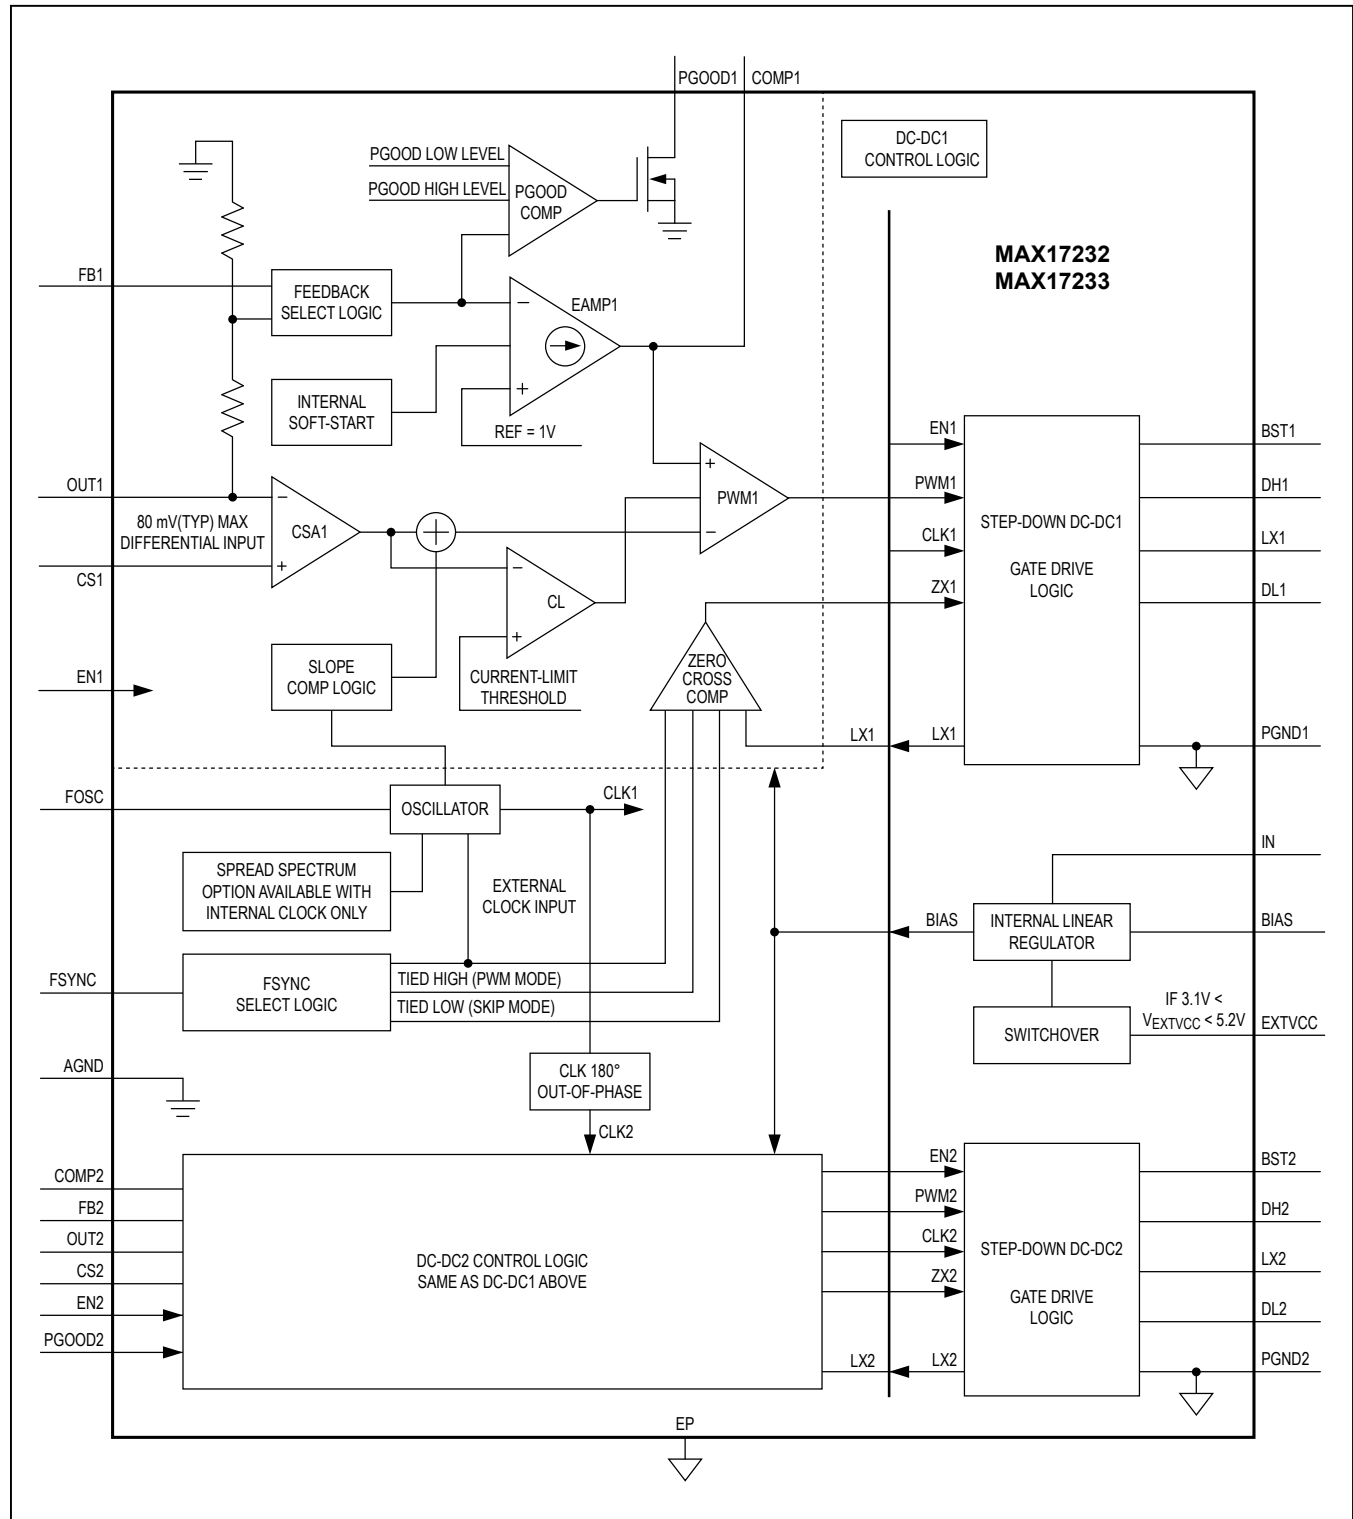 PGOOD1
COMP1
DC-DC1
CONTROL LOGIC
PGOOD LOW LEVEL
PGOOD HIGH LEVEL
PGOOD
COMP
MAX17232
MAX17233
FB1
FEEDBACK
SELECT LOGIC
EAMP1
−
+
INTERNAL
SOFT-START
REF = 1V
OUT1
80 mV(TYP) MAX
DIFFERENTIAL INPUT
CS1
−
CSA1
+
+
PWM1
−
−
CL
+
CURRENT-LIMIT
THRESHOLD
SLOPE
COMP LOGIC
EN1
ZERO
CROSS
COMP
EN1
PWM1
CLK1
ZX1
LX1
LX1
STEP-DOWN DC-DC1
GATE DRIVE
LOGIC
BST1
DH1
LX1
DL1
PGND1
FOSC
OSCILLATOR
CLK1
SPREAD SPECTRUM
OPTION AVAILABLE WITH
INTERNAL CLOCK ONLY
EXTERNAL
CLOCK INPUT
FSYNC
FSYNC
SELECT LOGIC
TIED HIGH (PWM MODE)
TIED LOW (SKIP MODE)
IN
BIAS
INTERNAL LINEAR
REGULATOR
BIAS
SWITCHOVER
IF 3.1V <
VEXTVCC < 5.2V
EXTVCC
AGND
CLK 180°
OUT-OF-PHASE
CLK2
COMP2
FB2
OUT2
CS2
EN2
PGOOD2
DC-DC2 CONTROL LOGIC
SAME AS DC-DC1 ABOVE
EN2
PWM2
CLK2
ZX2
LX2
LX2
STEP-DOWN DC-DC2
GATE DRIVE
LOGIC
BST2
DH2
LX2
DL2
PGND2
EP